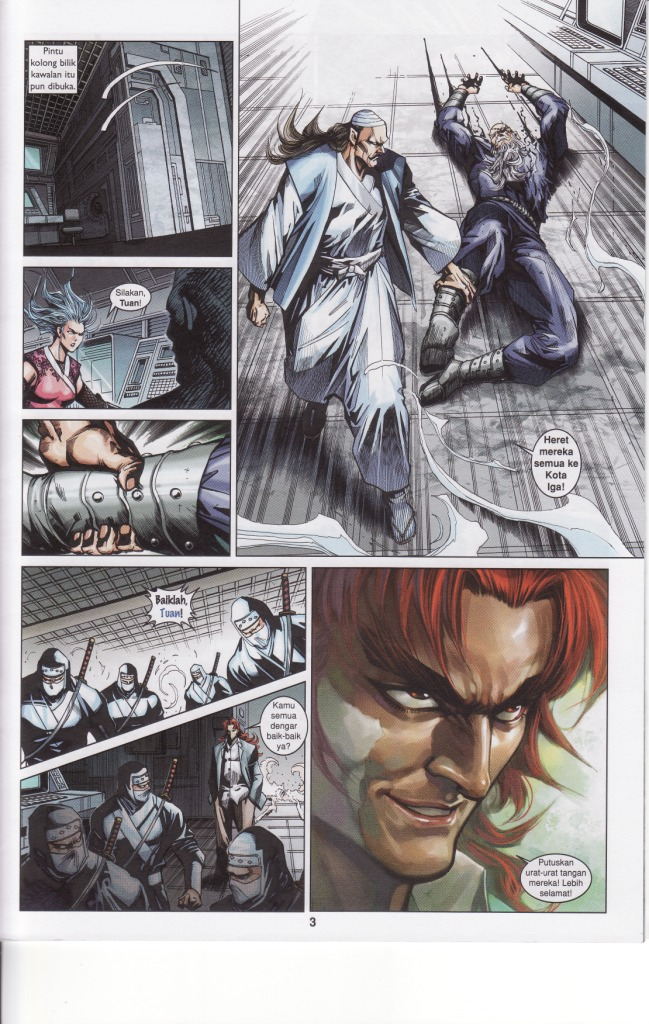 Pintu
kolong bilik
kawalan itu
pun dibuka.
Silakan,
Tuan!
Heret
mereka
semua ke
Kota
Iga!
Baiklah,
Tuan!
Kamu
semua
dengar
baik-baik
ya?
Putuskan
urat-urat tangan
mereka! Lebih
selamat!
3